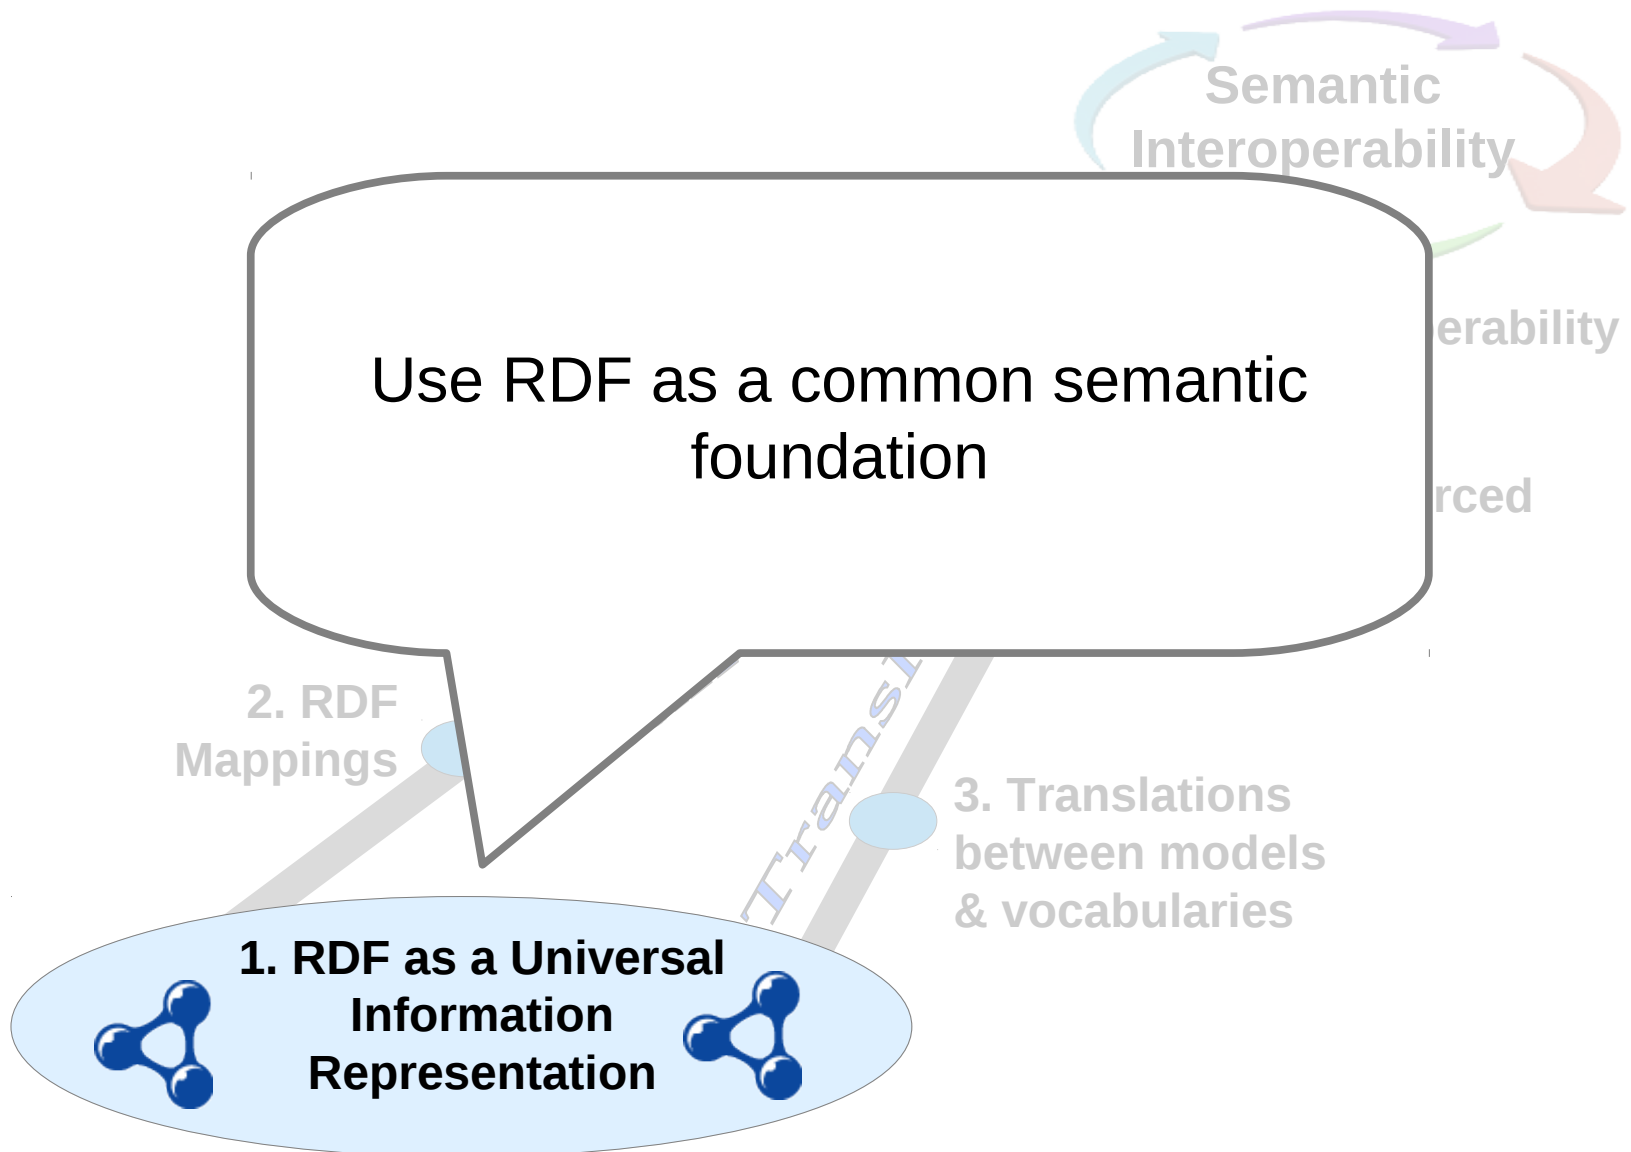 Semantic
Interoperability
erability
Use RDF as a common semantic
foundation
rced
2. RDF
Mappings
Transl
3. Translations
between models
& vocabularies
1. RDF as a Universal
Information
Representation